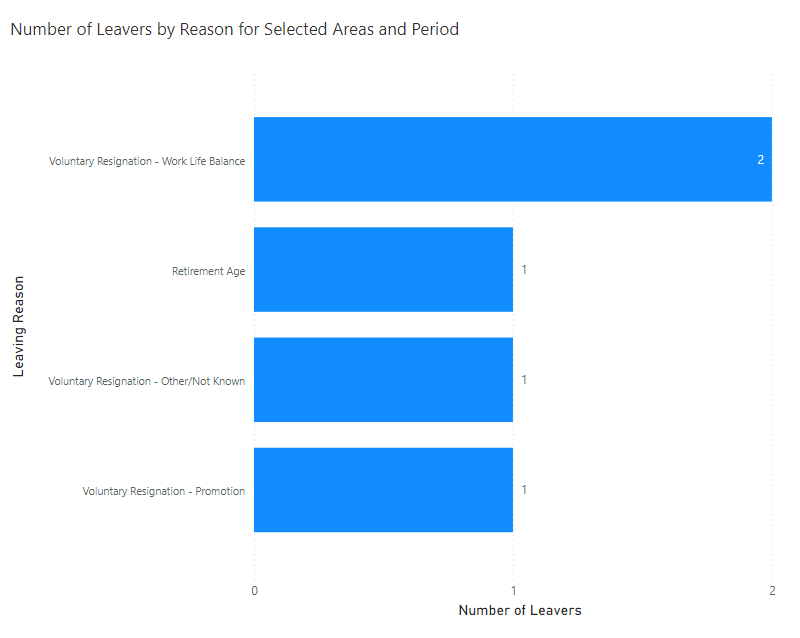 Number of Leavers by Reason for Selected Areas and Period
Leaving Reason
Voluntary Resignation - Work Life Balance
2
Retirement Age
1
Voluntary Resignation - Other/Not Known
1
Voluntary Resignation - Promotion
1
0 1 2
Number of Leavers